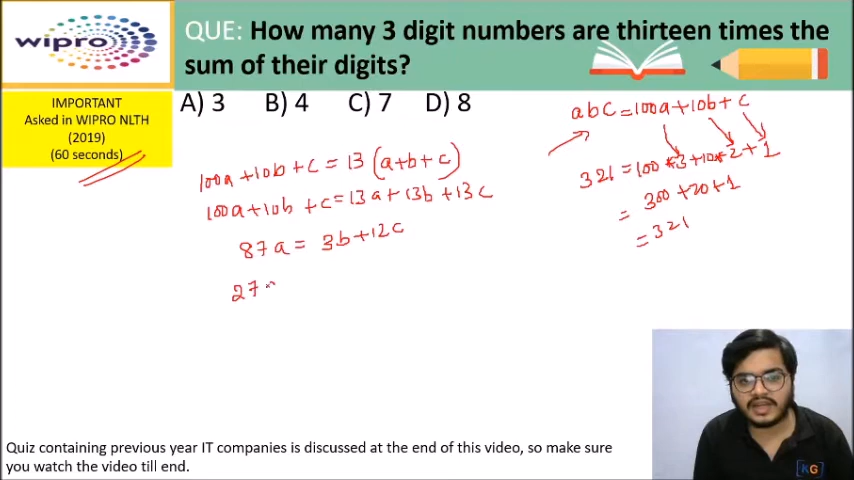 wipro
QUE: How many 3 digit numbers are thirteen times the
sum of their digits?
IMPORTANT
Asked in WIPRO NLTH
(2019)
(60 seconds)
A) 3 B) 4 C) 7 D) 8
abc = 100a + 10b + c
100a + 10b + c = 13 (a+b+c)
100a + 10b + c = 13a + 13b + 13c
87a = 3b + 12c
27
321 = 100*3 + 10*2 + 1
= 300 + 20 + 1
= 321
KG
Quiz containing previous year IT companies is discussed at the end of this video, so make sure
you watch the video till end.